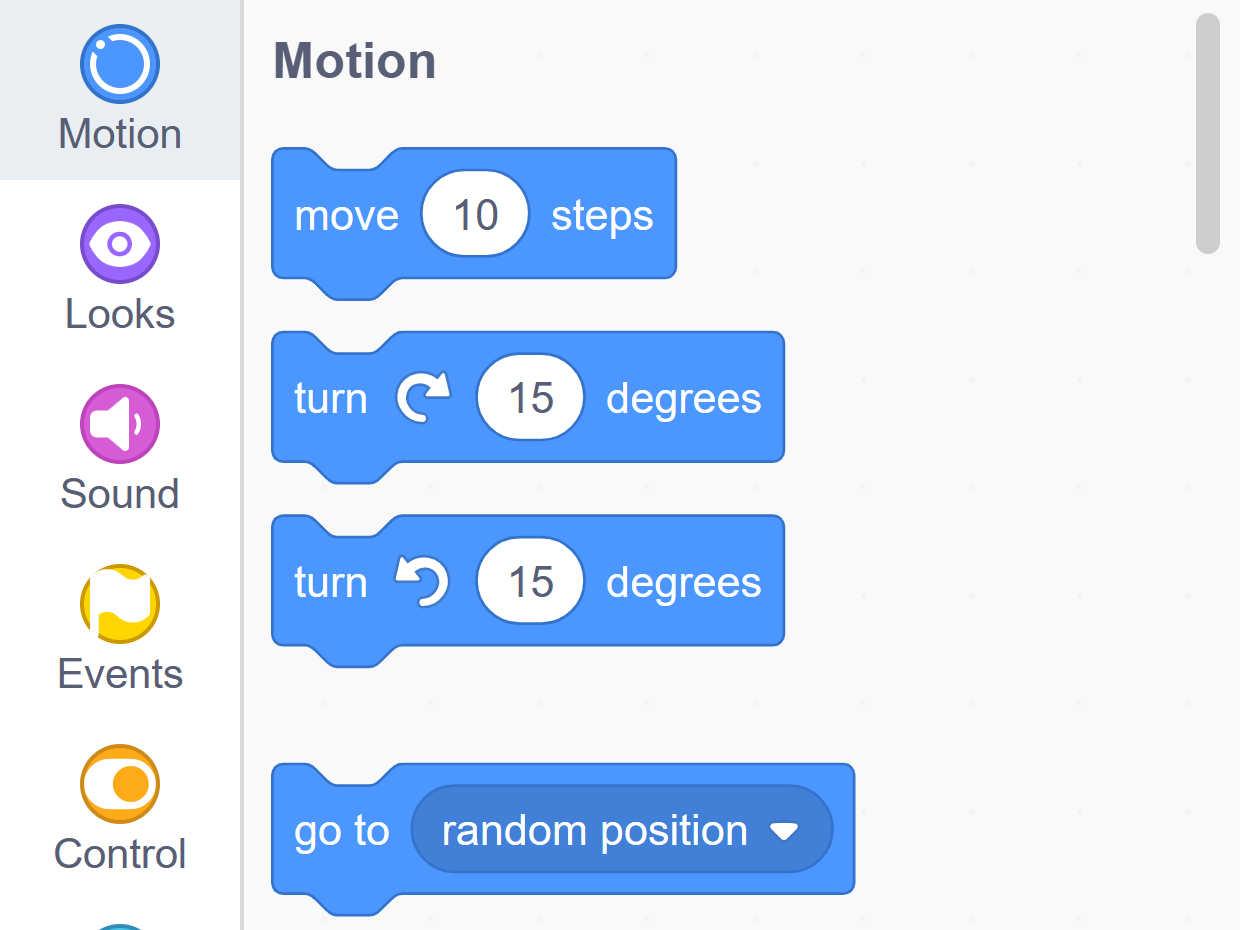 Motion
Looks
Sound
Events
Control
Motion
move 10 steps
turn 15 degrees
turn 15 degrees
go to random position